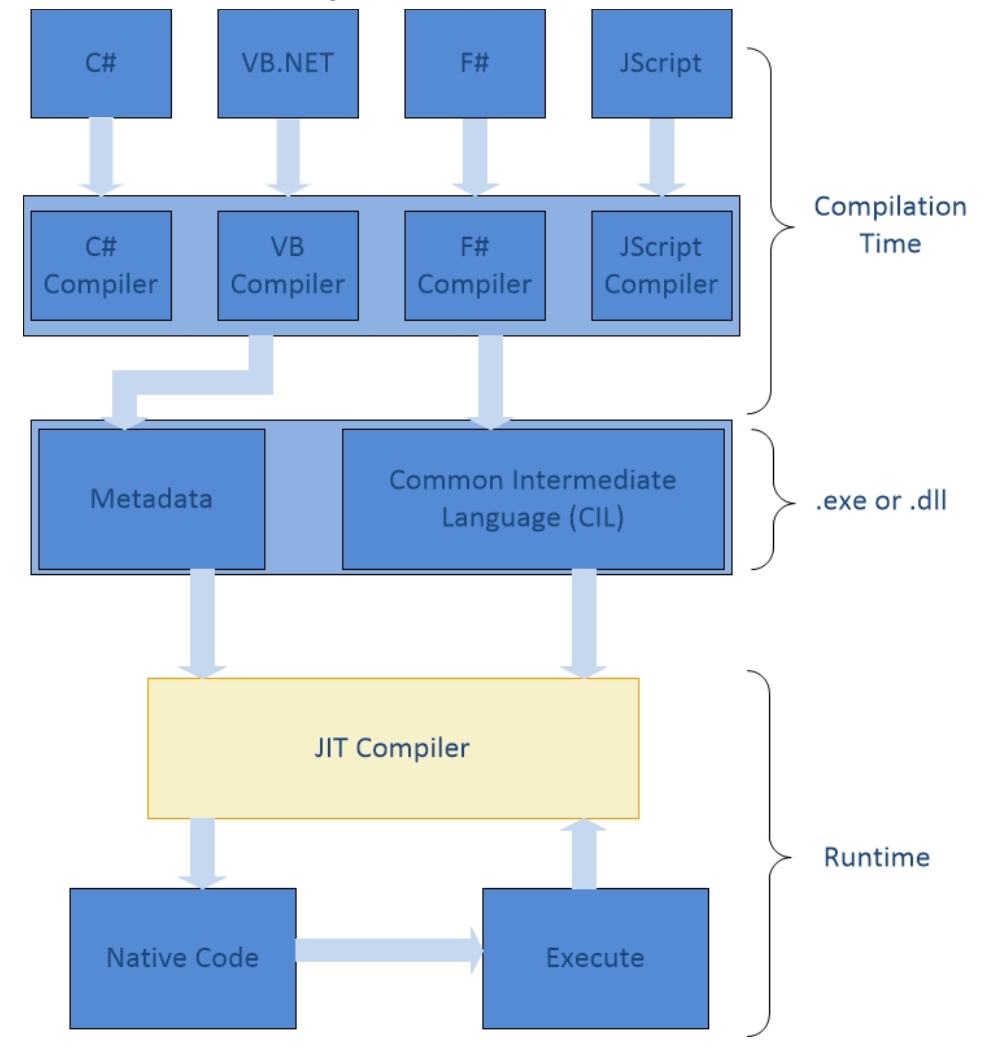 C#
VB.NET
F#
JScript
Compilation
Time
C#
Compiler
VB
Compiler
F#
Compiler
JScript
Compiler
Metadata
Common Intermediate
Language (CIL)
.exe or .dll
JIT Compiler
Runtime
Native Code
Execute